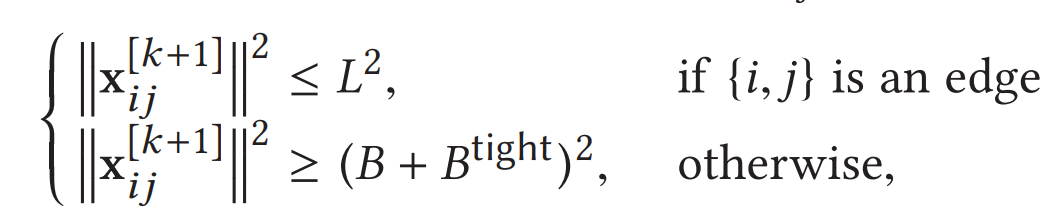 ‖x_{ij}^{[k+1]}‖² ≤ L², if {i, j} is an edge
‖x_{ij}^{[k+1]}‖² ≥ (B + B^{tight})², otherwise,